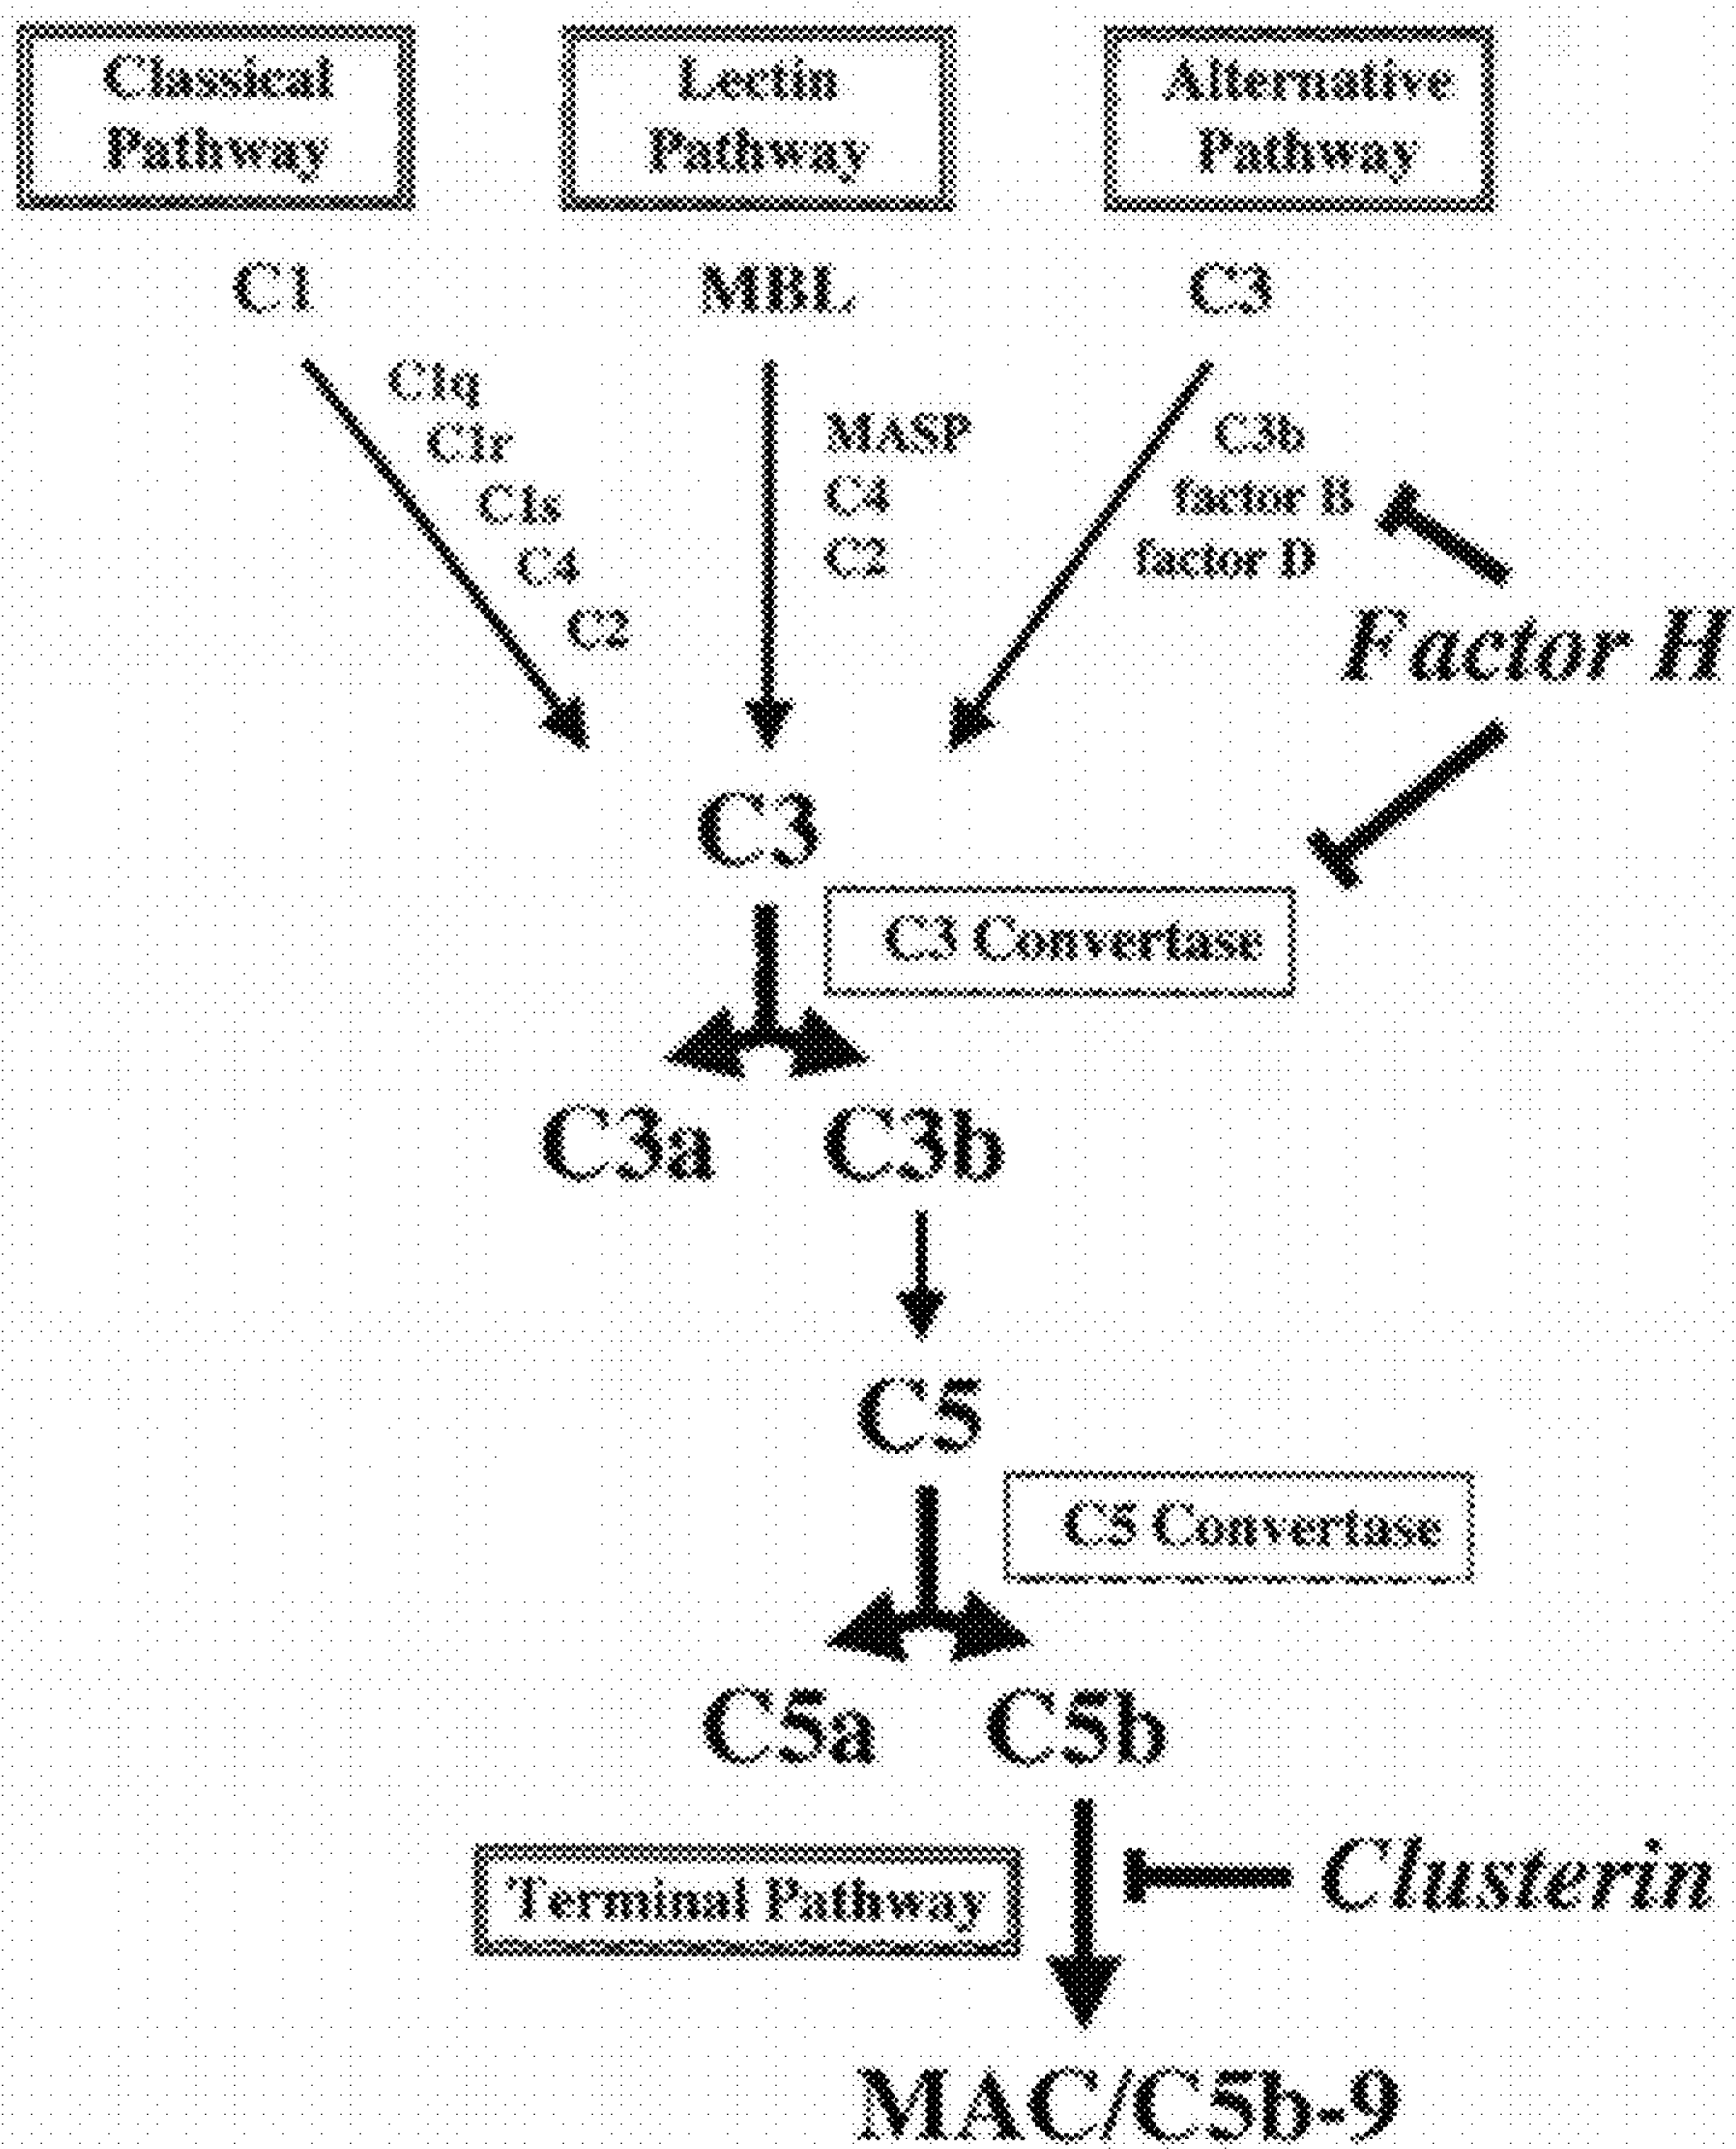 Classical
Pathway
Lectin
Pathway
Alternative
Pathway
C1
MBL
C3
C1q
C1r
C1s
C4
C2
MASP
C4
C2
C3b
factor B
factor D
Factor H
C3
C3 Convertase
C3a
C3b
C5
C5 Convertase
C5a
C5b
Terminal Pathway
Clusterin
MAC/C5b-9